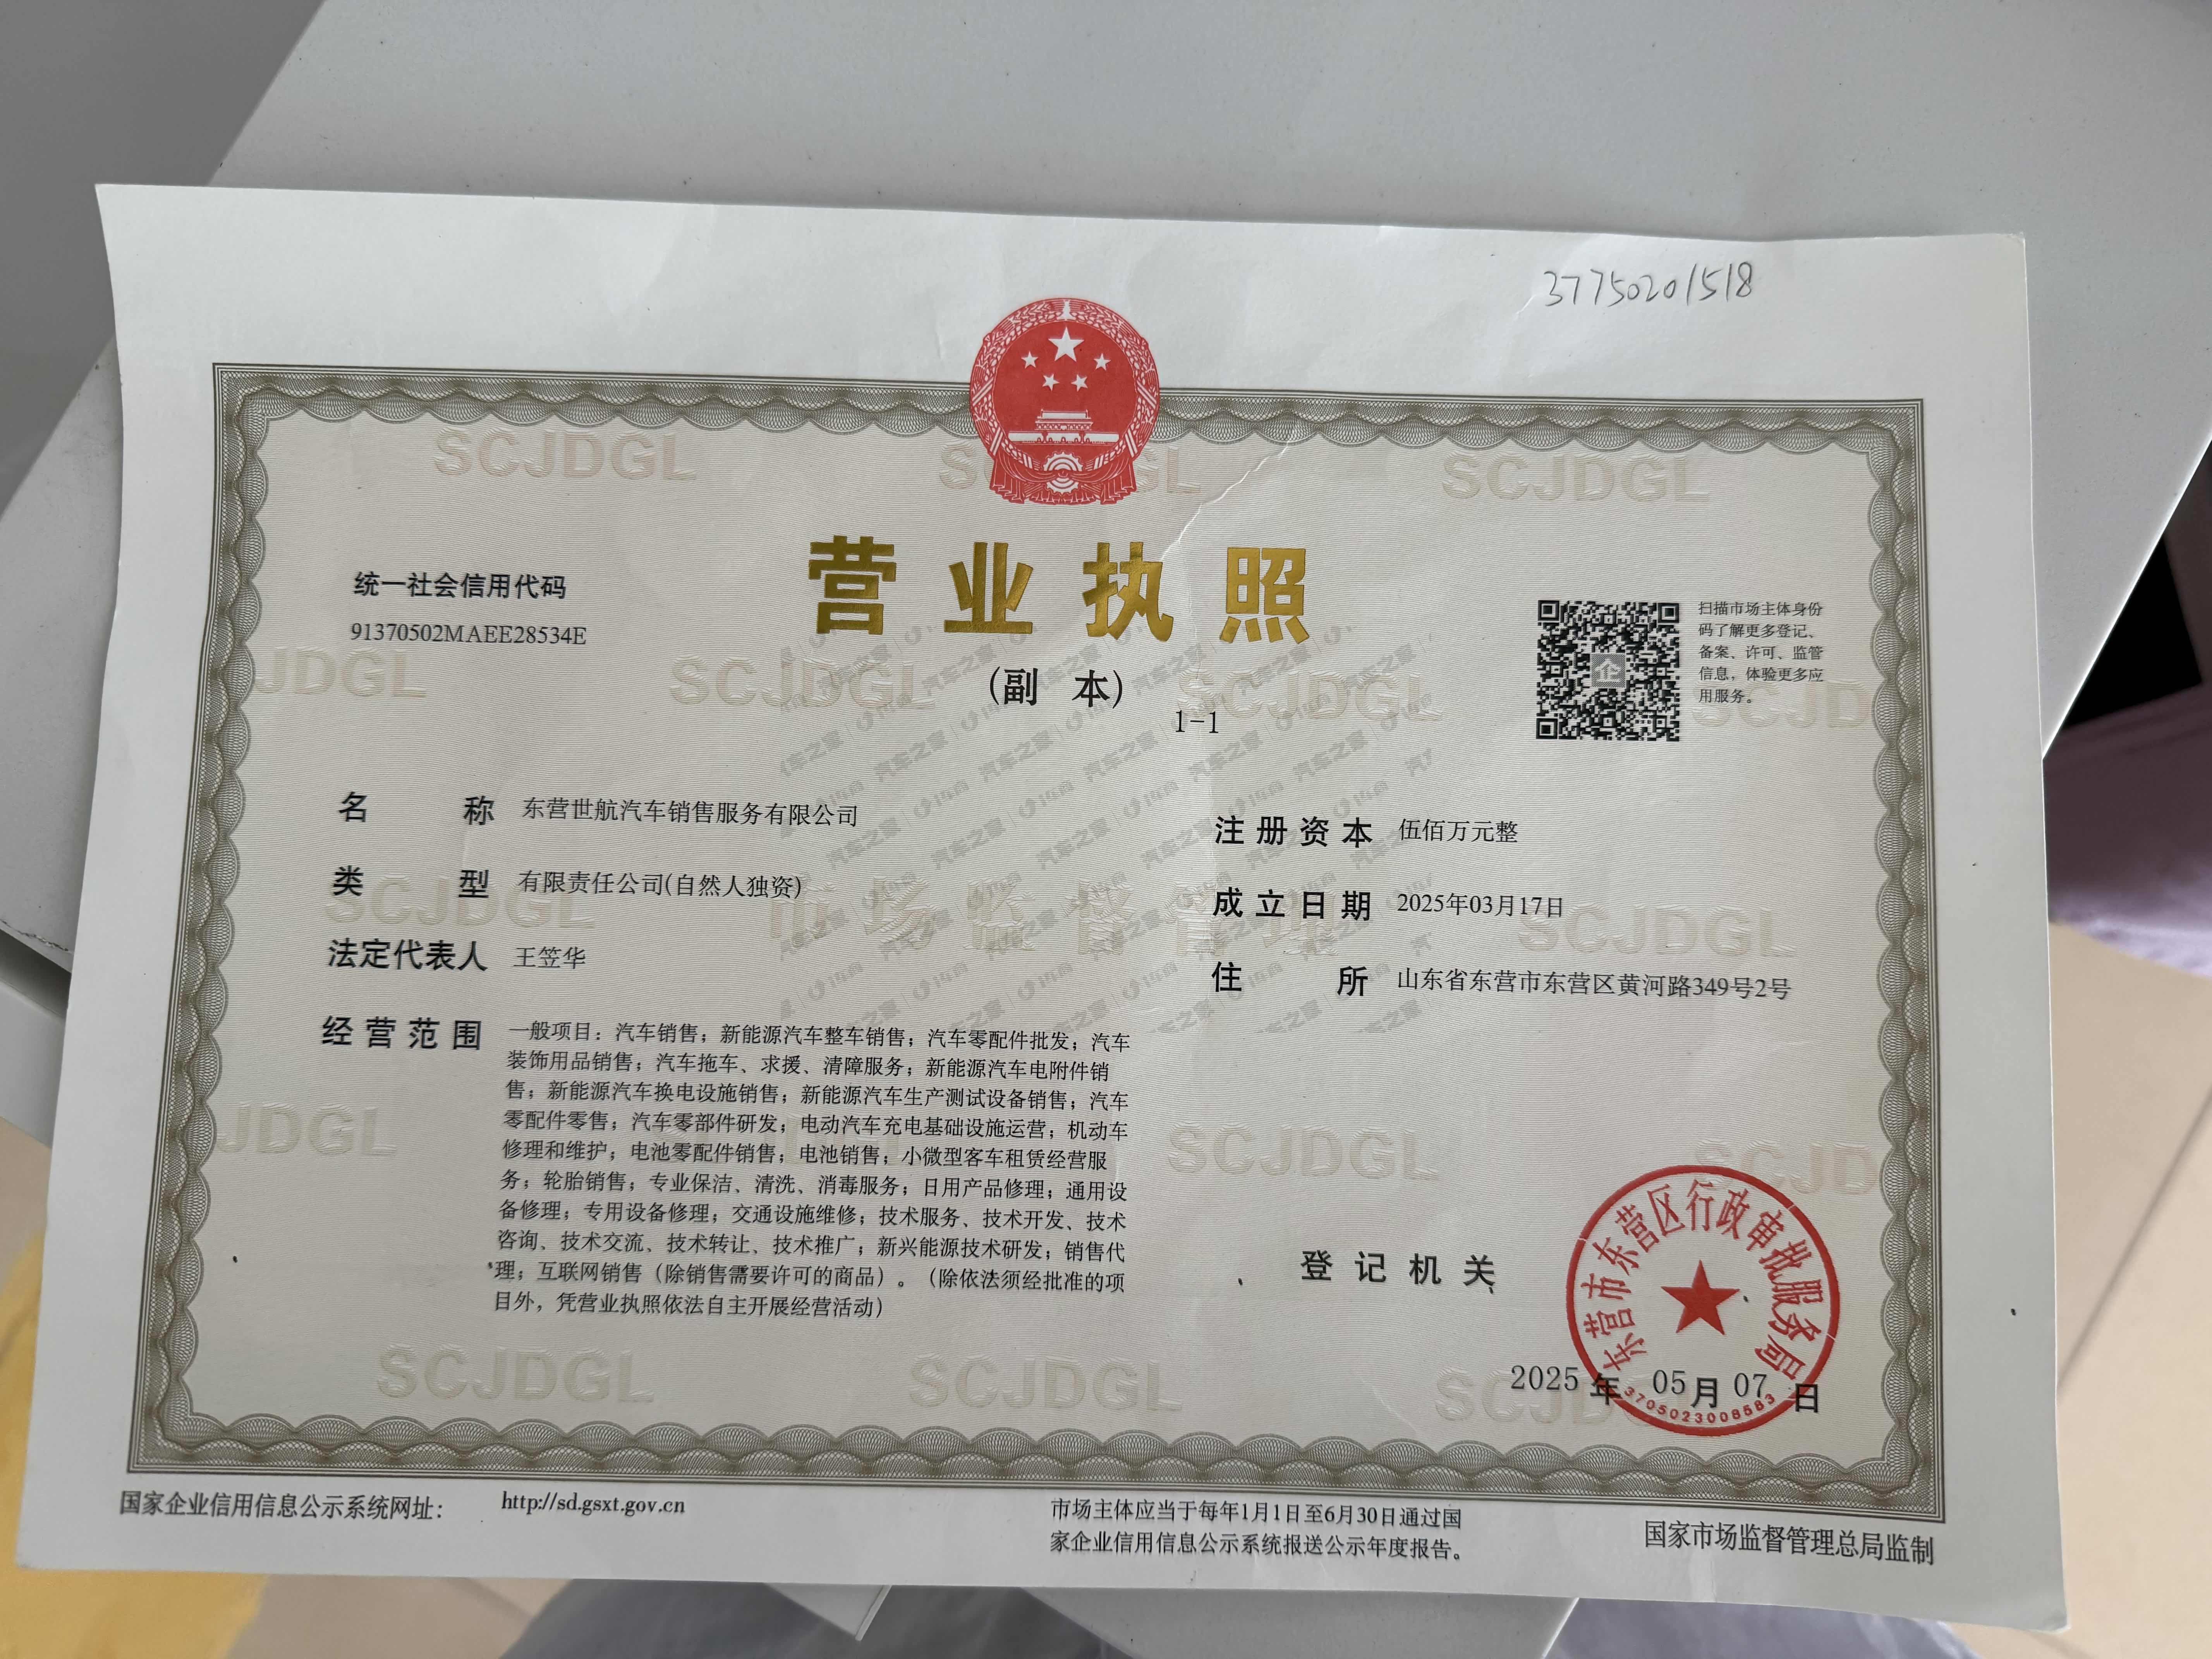 37750201518
营业执照
(副 本)
1-1
统一社会信用代码
91370502MAEE28534E
扫描市场主体身份
码了解更多登记、
备案、许可、监管
信息，体验更多应
用服务。
名 称 东营世航汽车销售服务有限公司
类 型 有限责任公司(自然人独资)
法定代表人 王笠华
经营范围 一般项目：汽车销售；新能源汽车整车销售；汽车零配件批发；汽车
装饰用品销售；汽车拖车、求援、清障服务；新能源汽车电附件销
售；新能源汽车换电设施销售；新能源汽车生产测试设备销售；汽车
零配件零售；汽车零部件研发；电动汽车充电基础设施运营；机动车
修理和维护；电池零配件销售；电池销售；小微型客车租赁经营服
务；轮胎销售；专业保洁、清洗、消毒服务；日用产品修理；通用设
备修理；专用设备修理；交通设施维修；技术服务、技术开发、技术
咨询、技术交流、技术转让、技术推广；新兴能源技术研发；销售代
理；互联网销售（除销售需要许可的商品）。（除依法须经批准的项
目外，凭营业执照依法自主开展经营活动）
注册资本 伍佰万元整
成立日期 2025年03月17日
住 所 山东省东营市东营区黄河路349号2号
登记机关
东营市东营区行政审批服务局
3705023008583
2025 年 05 月 07 日
国家企业信用信息公示系统网址：
http://sd.gsxt.gov.cn
市场主体应当于每年1月1日至6月30日通过国
家企业信用信息公示系统报送公示年度报告。
国家市场监督管理总局监制
SCJDGL
市场监督管理
汽车之家